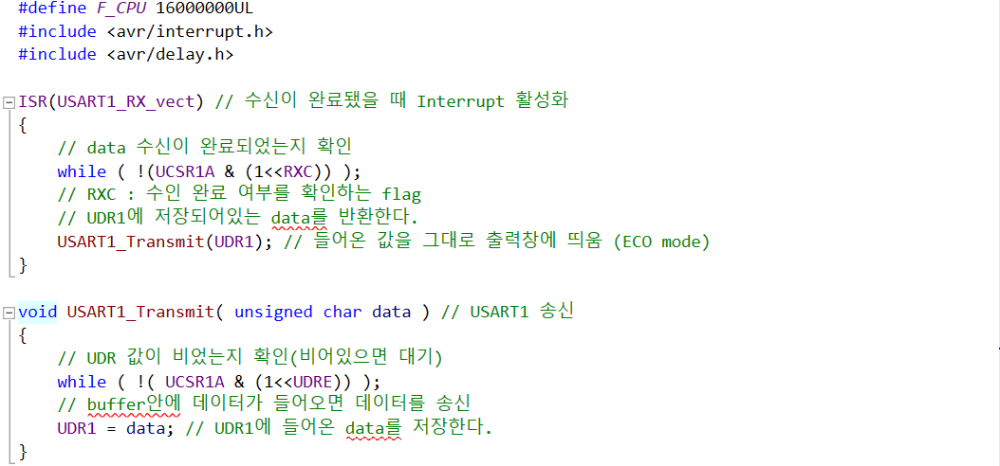 #define F_CPU 16000000UL
#include <avr/interrupt.h>
#include <avr/delay.h>
ISR(USART1_RX_vect) // 수신이 완료됐을 때 Interrupt 활성화
{
// data 수신이 완료되었는지 확인
while ( !(UCSR1A & (1<<RXC)) );
// RXC : 수인 완료 여부를 확인하는 flag
// UDR1에 저장되어있는 data를 반환한다.
USART1_Transmit(UDR1); // 들어온 값을 그대로 출력창에 띄움 (ECO mode)
}
void USART1_Transmit( unsigned char data ) // USART1 송신
{
// UDR 값이 비었는지 확인(비어있으면 대기)
while ( !( UCSR1A & (1<<UDRE)) );
// buffer안에 데이터가 들어오면 데이터를 송신
UDR1 = data; // UDR1에 들어온 data를 저장한다.
}